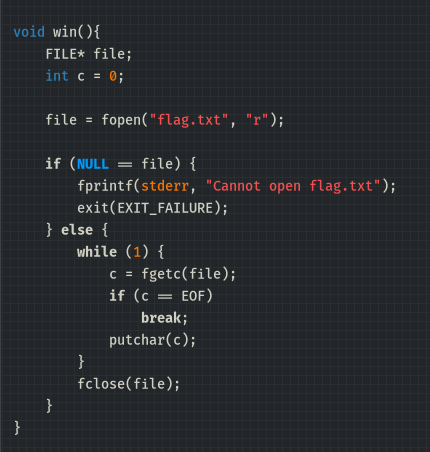 void win(){
    FILE* file;
    int c = 0;

    file = fopen("flag.txt", "r");

    if (NULL == file) {
        fprintf(stderr, "Cannot open flag.txt");
        exit(EXIT_FAILURE);
    } else {
        while (1) {
            c = fgetc(file);
            if (c == EOF)
                break;
            putchar(c);
        }
        fclose(file);
    }
}